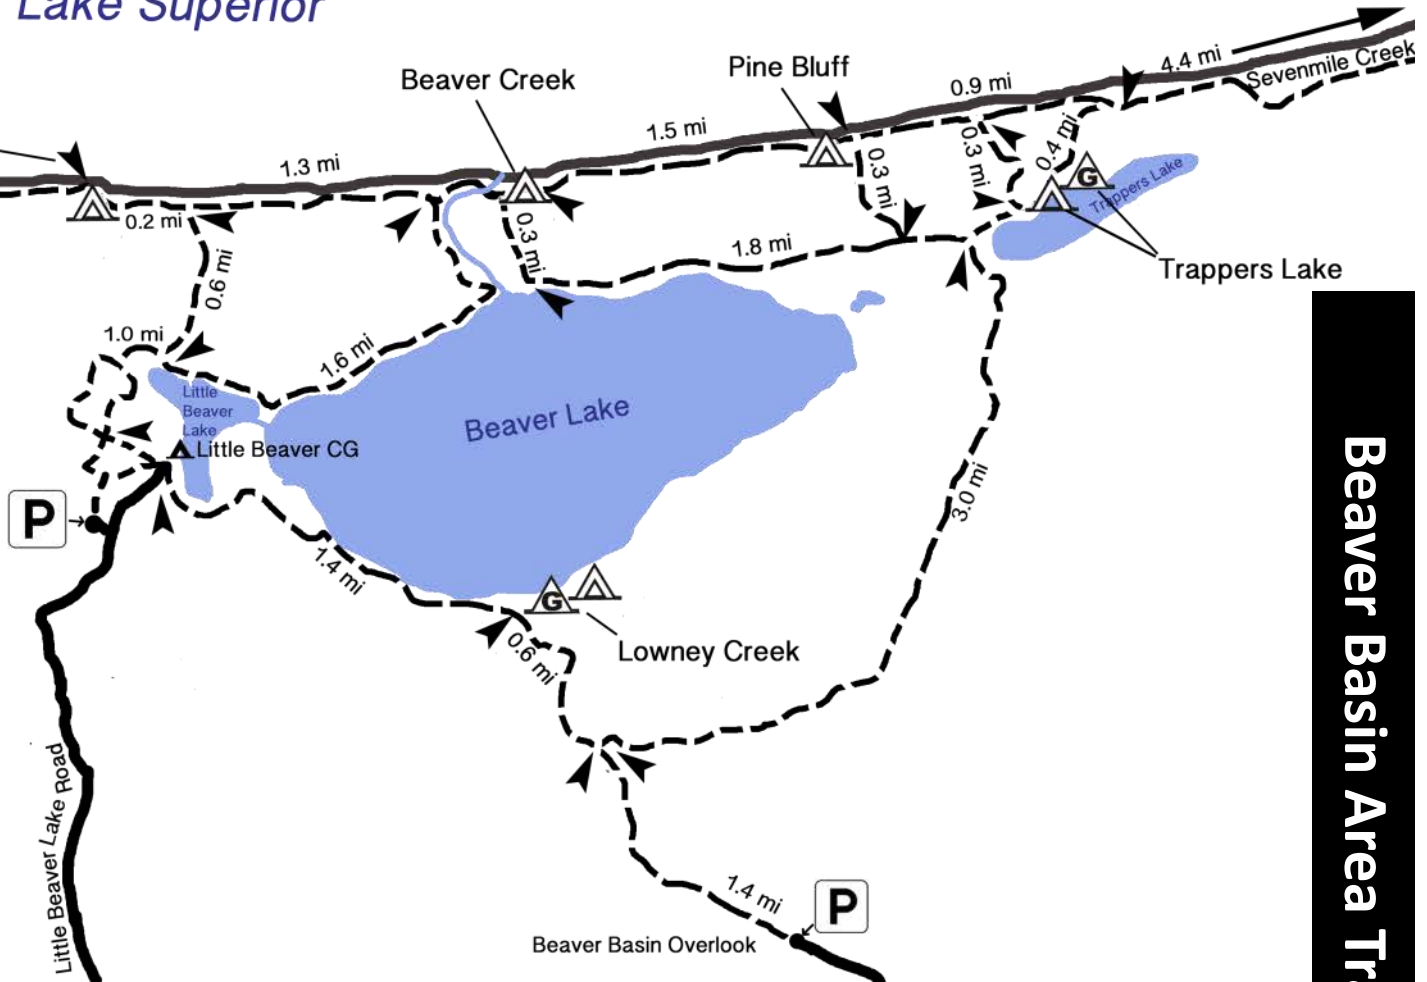 Lake Superior
4.4 mi
Sevenmile Creek
Pine Bluff
Beaver Creek
0.9 mi
1.5 mi
1.3 mi
0.3 mi
0.3 mi
0.4 mi
G
Trappers Lake
0.2 mi
0.3 mi
1.8 mi
Trappers Lake
0.6 mi
1.0 mi
1.6 mi
Little
Beaver
Lake
Beaver Lake
Little Beaver CG
P
3.0 mi
1.4 mi
G
0.6 mi
Lowney Creek
Little Beaver Lake Road
1.4 mi
P
Beaver Basin Overlook
Beaver Basin Area Tr